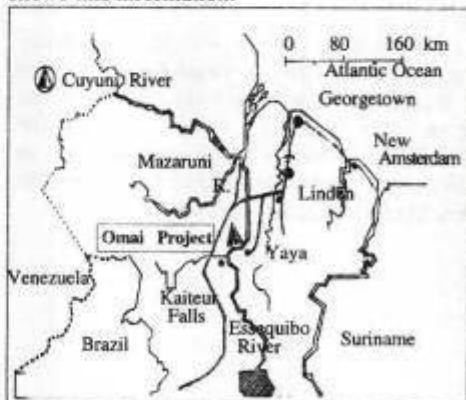 0 80 160 km
Atlantic Ocean
Cuyuni River
Georgetown
New
Amsterdam
Mazaruni
R.
Linden
Omai Project
Yaya
Venezuela
Kaiteur
Falls
Essequibo
River
Brazil
Suriname